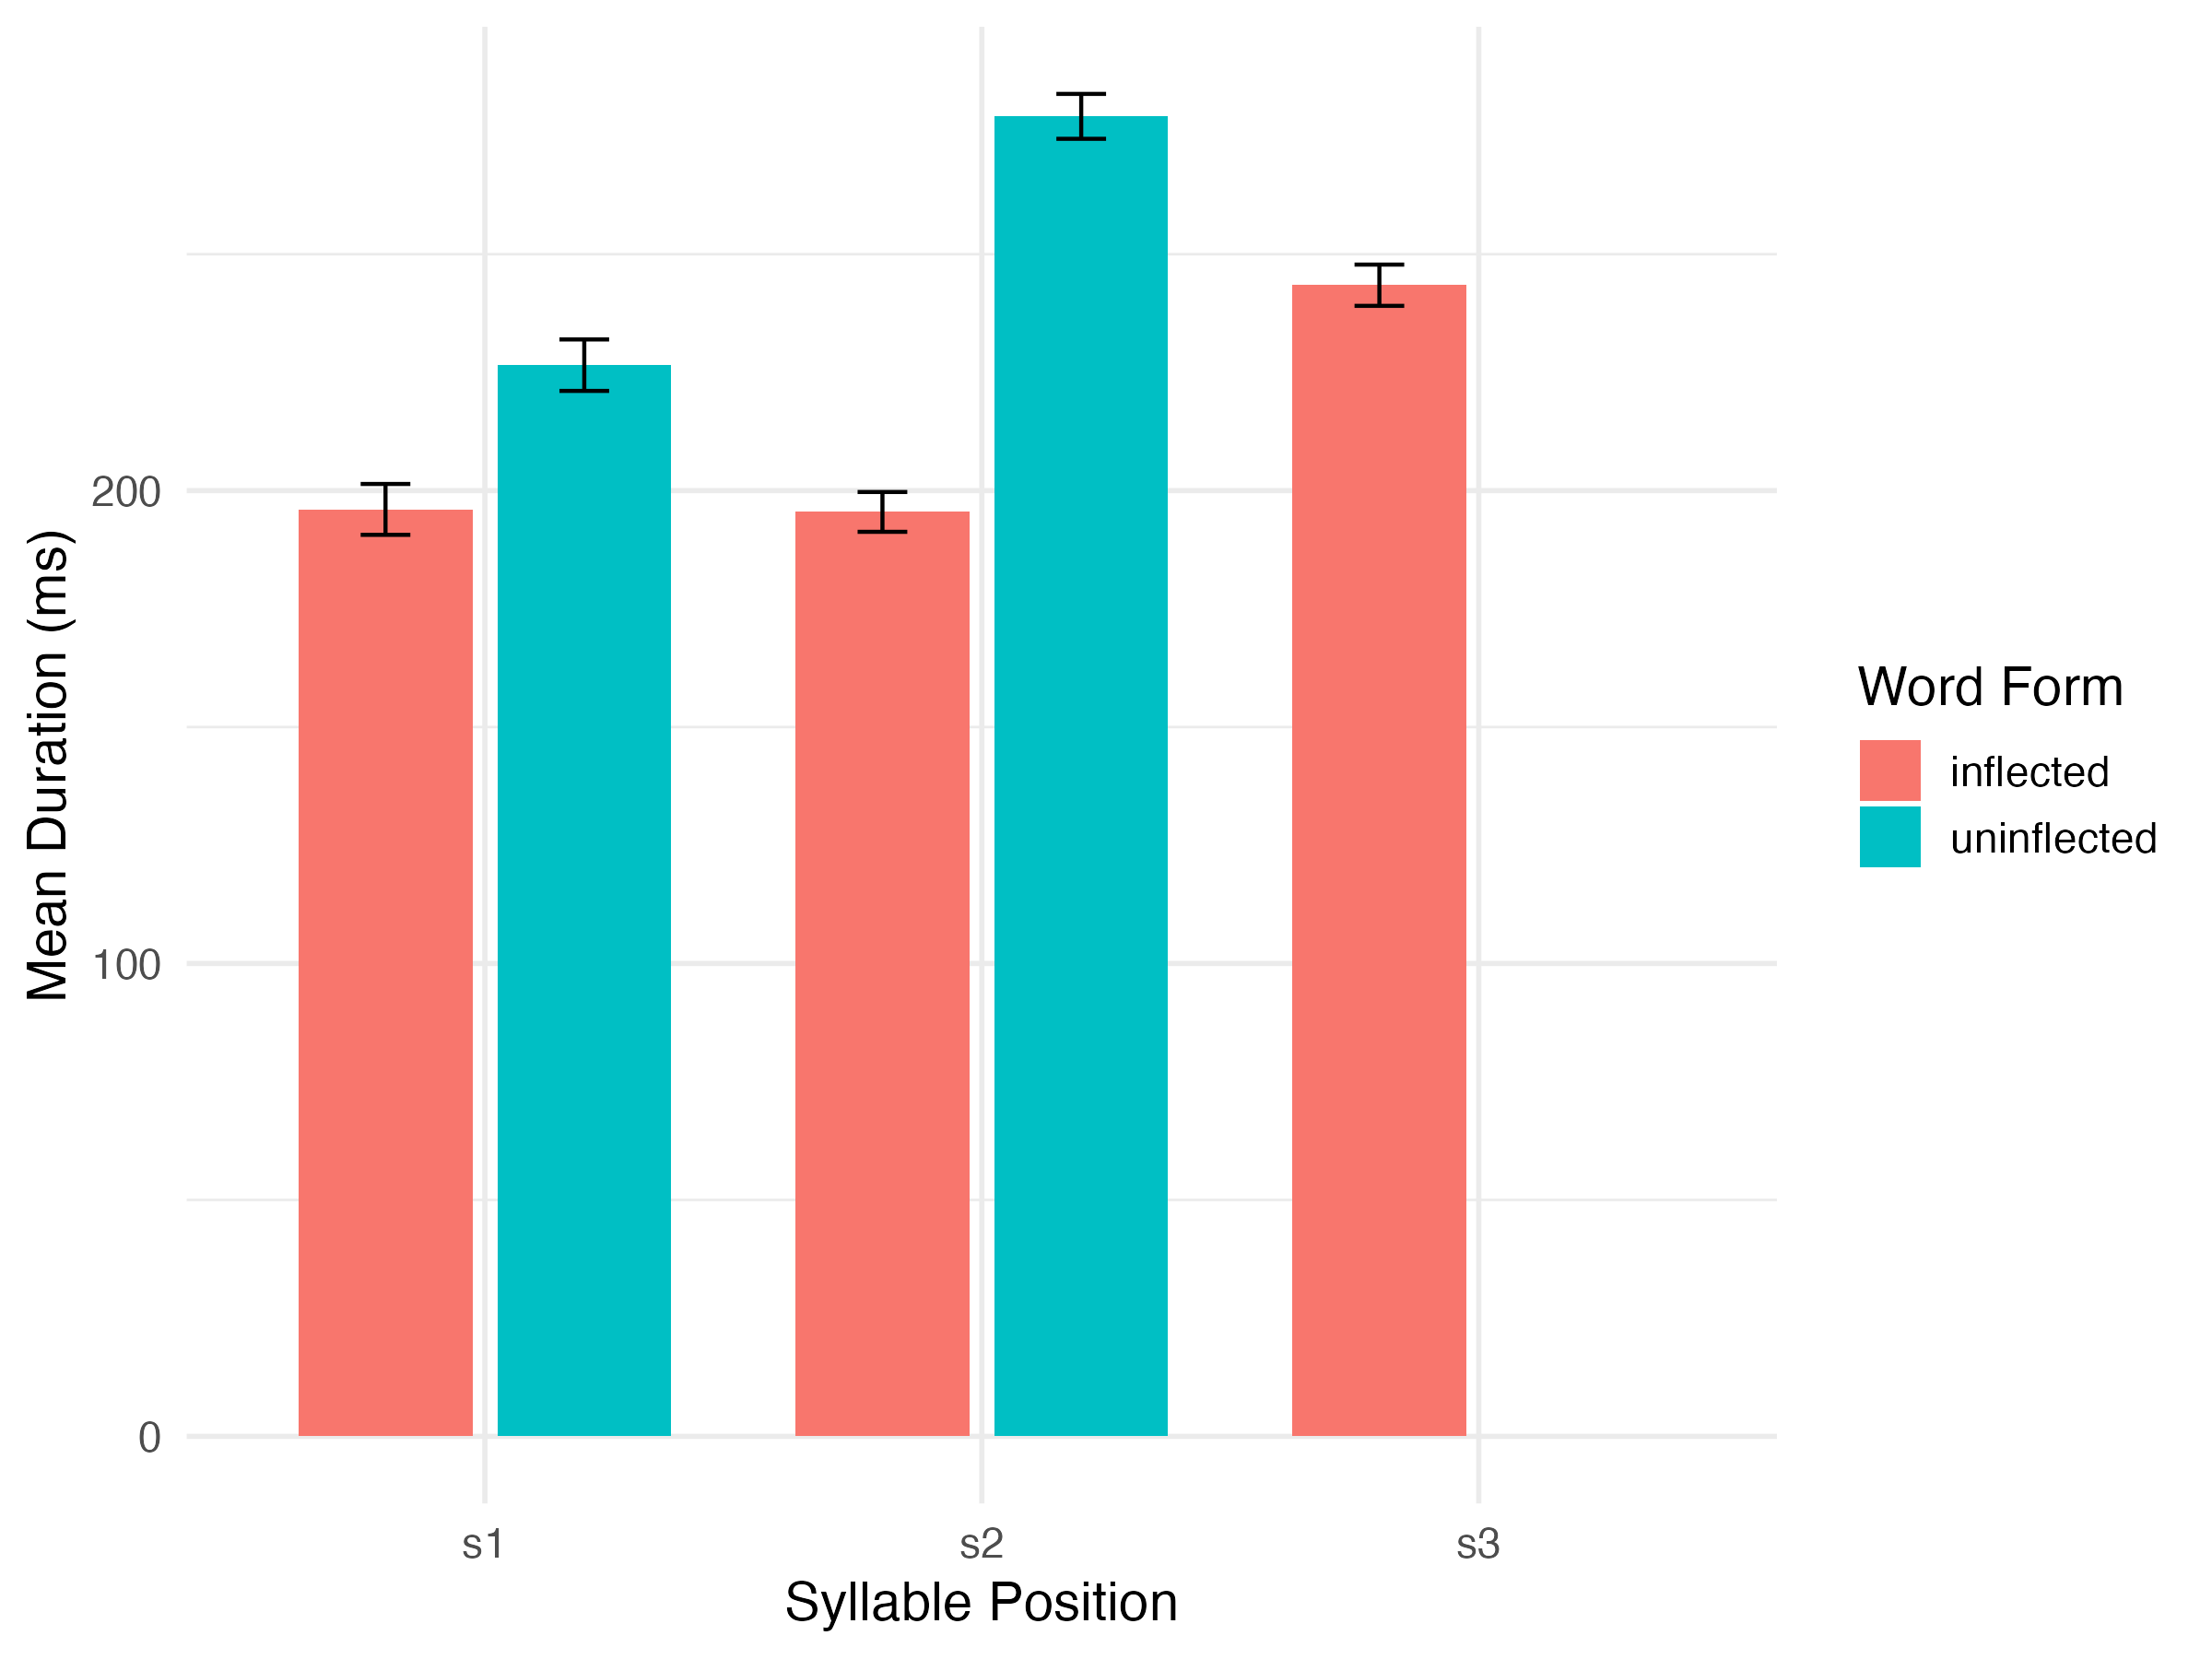 Mean Duration (ms)
200
100
0
s1
s2
s3
Syllable Position
Word Form
inflected
uninflected